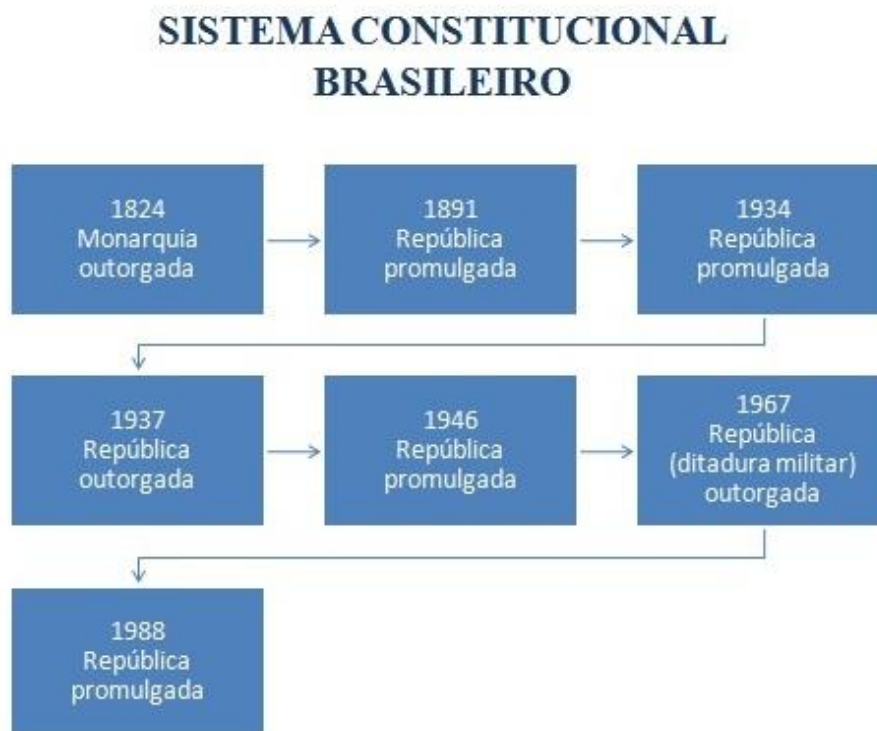 SISTEMA CONSTITUCIONAL
BRASILEIRO
1824
Monarquia
outorgada
1891
República
promulgada
1934
República
promulgada
1937
República
outorgada
1946
República
promulgada
1967
República
(ditadura militar)
outorgada
1988
República
promulgada